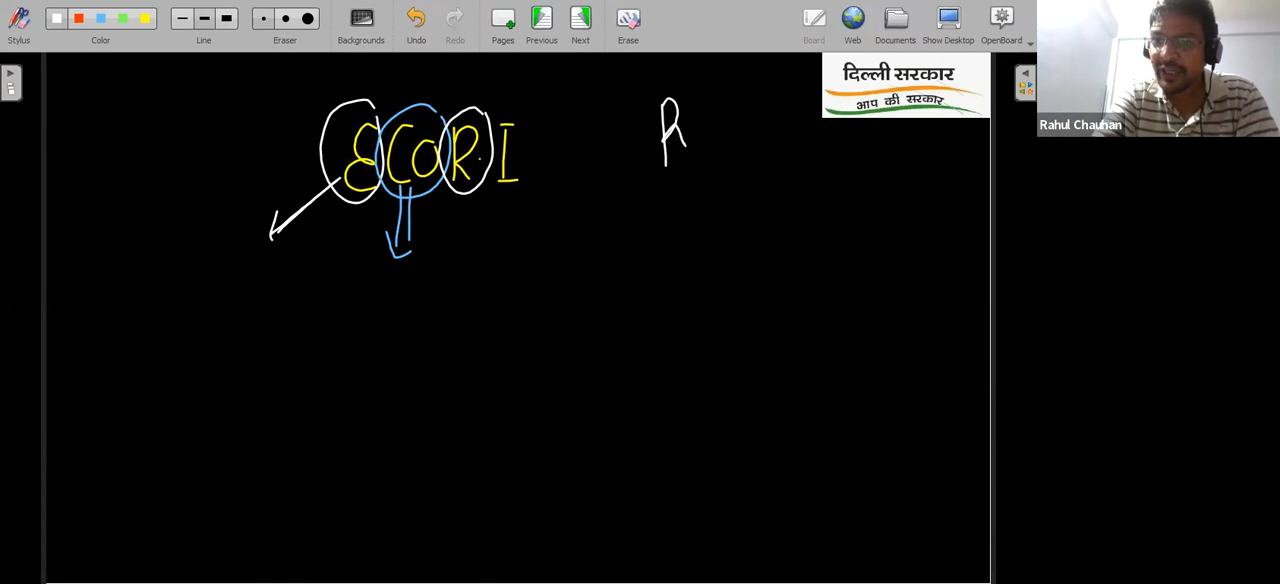 Stylus
Color
Line
Eraser
Backgrounds
Undo
Redo
Pages
Previous
Next
Erase
Board
Web
Documents
Show Desktop
OpenBoard
Rahul Chauhan
दिल्ली सरकार
आप की सरकार
ECORI
R